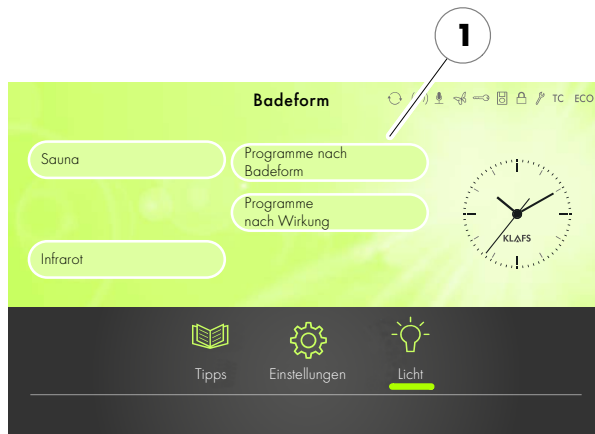 1
Badeform
TC ECO
Sauna
Programme nach
Badeform
Programme
nach Wirkung
KLAFS
Infrarot
Tipps
Einstellungen
Licht